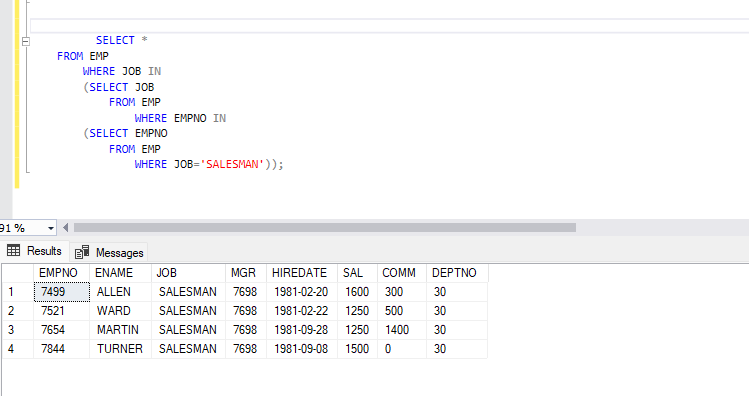 SELECT *
FROM EMP
WHERE JOB IN
(SELECT JOB
FROM EMP
WHERE EMPNO IN
(SELECT EMPNO
FROM EMP
WHERE JOB='SALESMAN'));
91 %
Results Messages
EMPNO ENAME JOB MGR HIREDATE SAL COMM DEPTNO
1 7499 ALLEN SALESMAN 7698 1981-02-20 1600 300 30
2 7521 WARD SALESMAN 7698 1981-02-22 1250 500 30
3 7654 MARTIN SALESMAN 7698 1981-09-28 1250 1400 30
4 7844 TURNER SALESMAN 7698 1981-09-08 1500 0 30